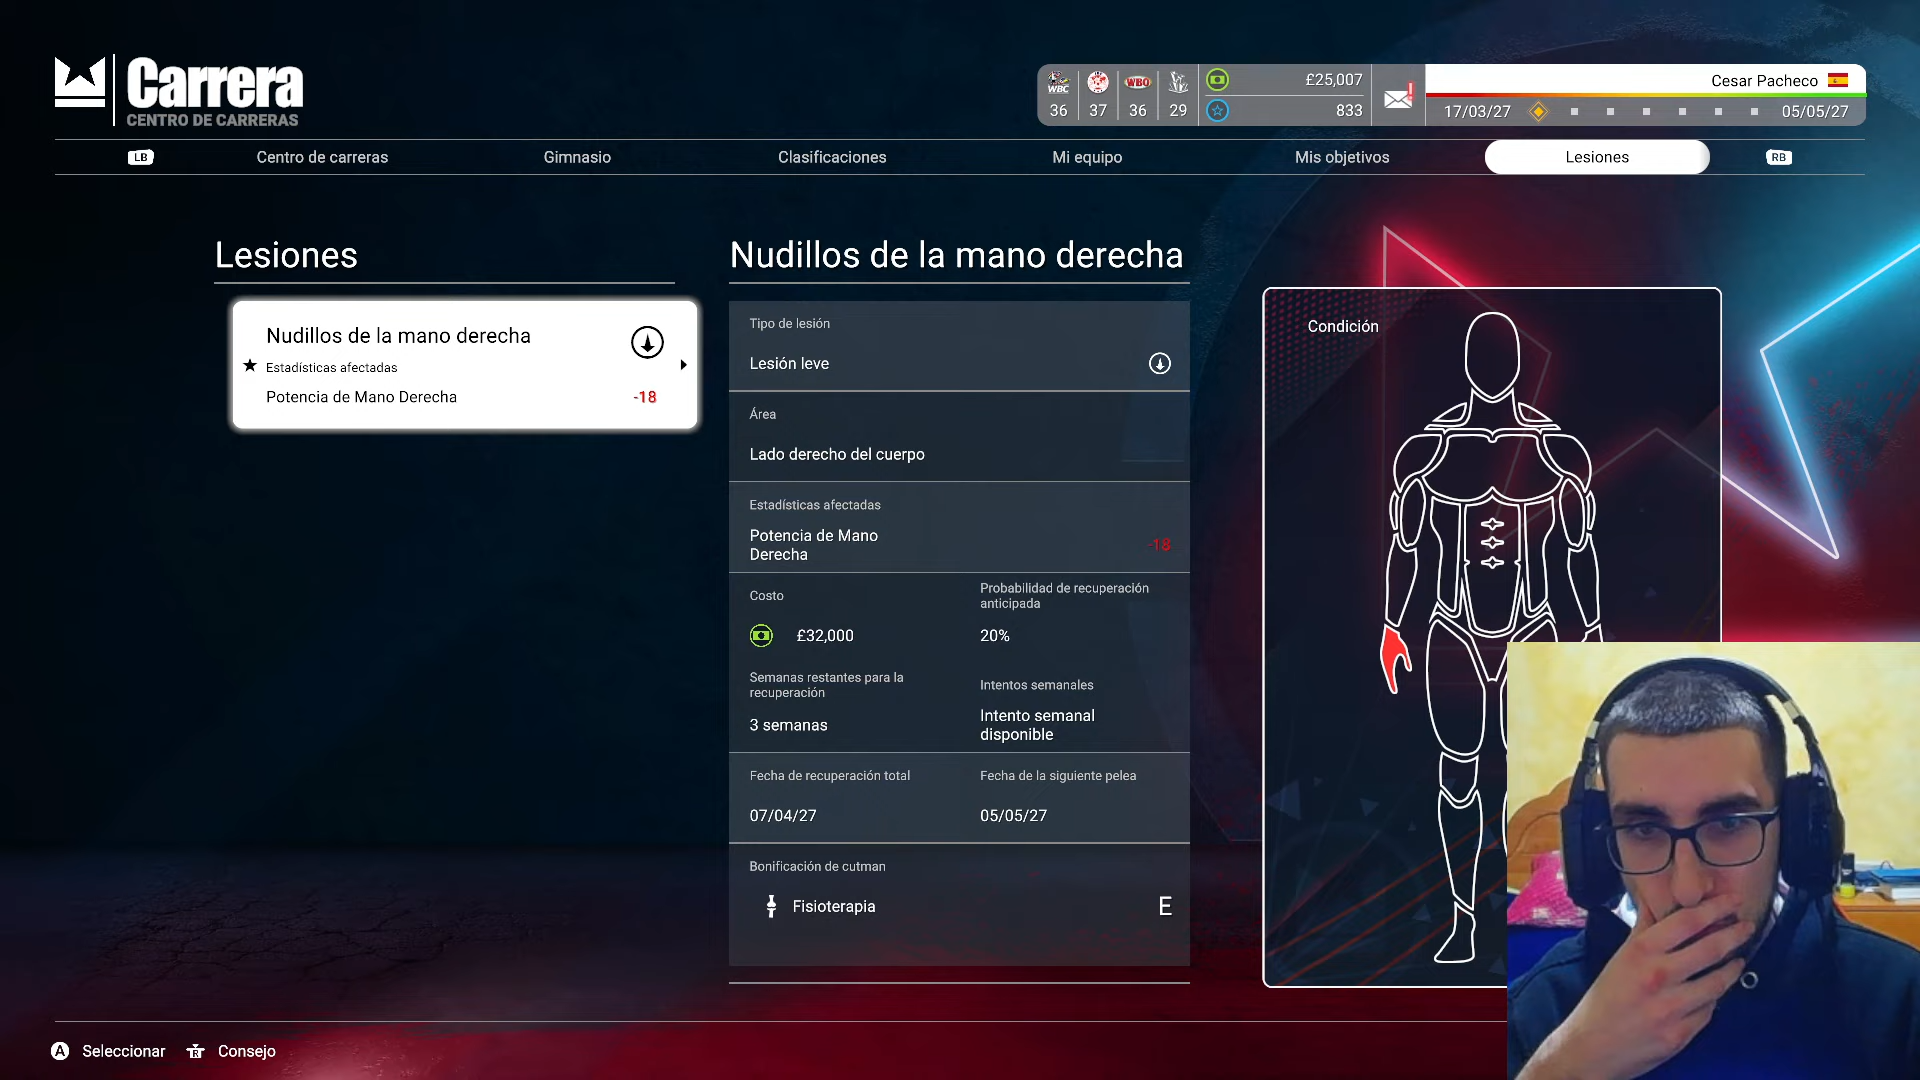 Carrera
CENTRO DE CARRERAS
WBC
WBO
36
37
36
29
£25,007
833
Cesar Pacheco
17/03/27
05/05/27
LB
Centro de carreras
Gimnasio
Clasificaciones
Mi equipo
Mis objetivos
Lesiones
RB
Lesiones
Nudillos de la mano derecha
Estadísticas afectadas
Potencia de Mano Derecha
-18
Nudillos de la mano derecha
Tipo de lesión
Lesión leve
Área
Lado derecho del cuerpo
Estadísticas afectadas
Potencia de Mano
Derecha
-18
Costo
£32,000
Probabilidad de recuperación
anticipada
20%
Semanas restantes para la
recuperación
3 semanas
Intentos semanales
Intento semanal
disponible
Fecha de recuperación total
07/04/27
Fecha de la siguiente pelea
05/05/27
Bonificación de cutman
Fisioterapia
E
Condición
A
Seleccionar
R
Consejo